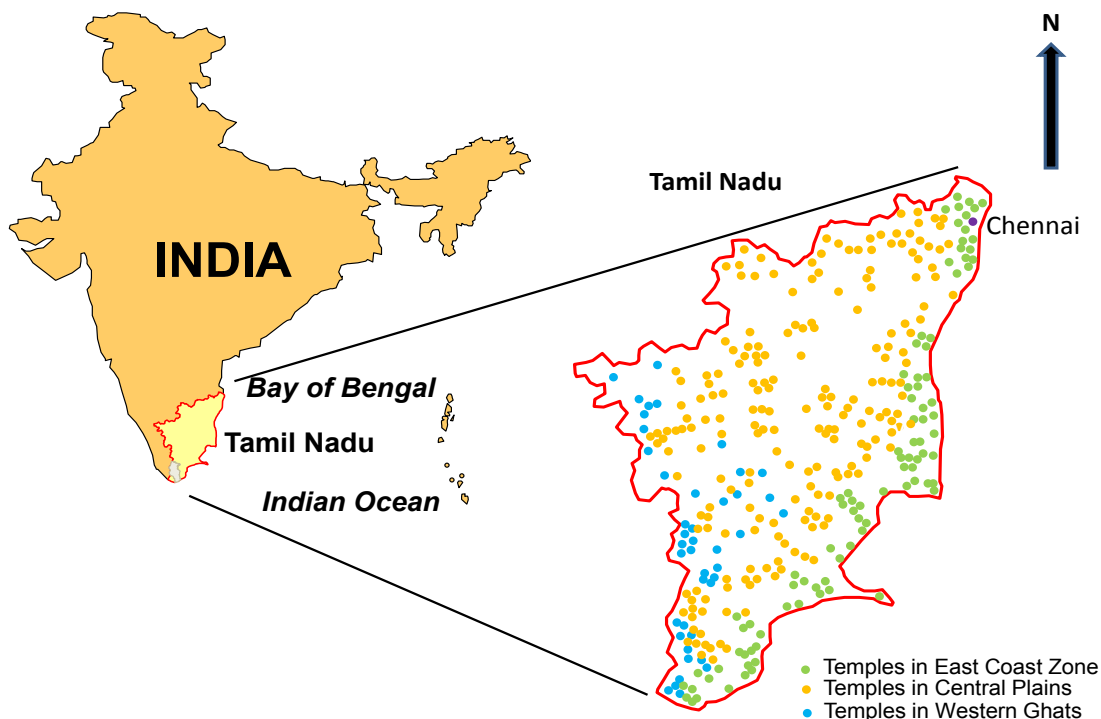 N
Tamil Nadu
Chennai
INDIA
Bay of Bengal
Tamil Nadu
Indian Ocean
Temples in East Coast Zone
Temples in Central Plains
Temples in Western Ghats